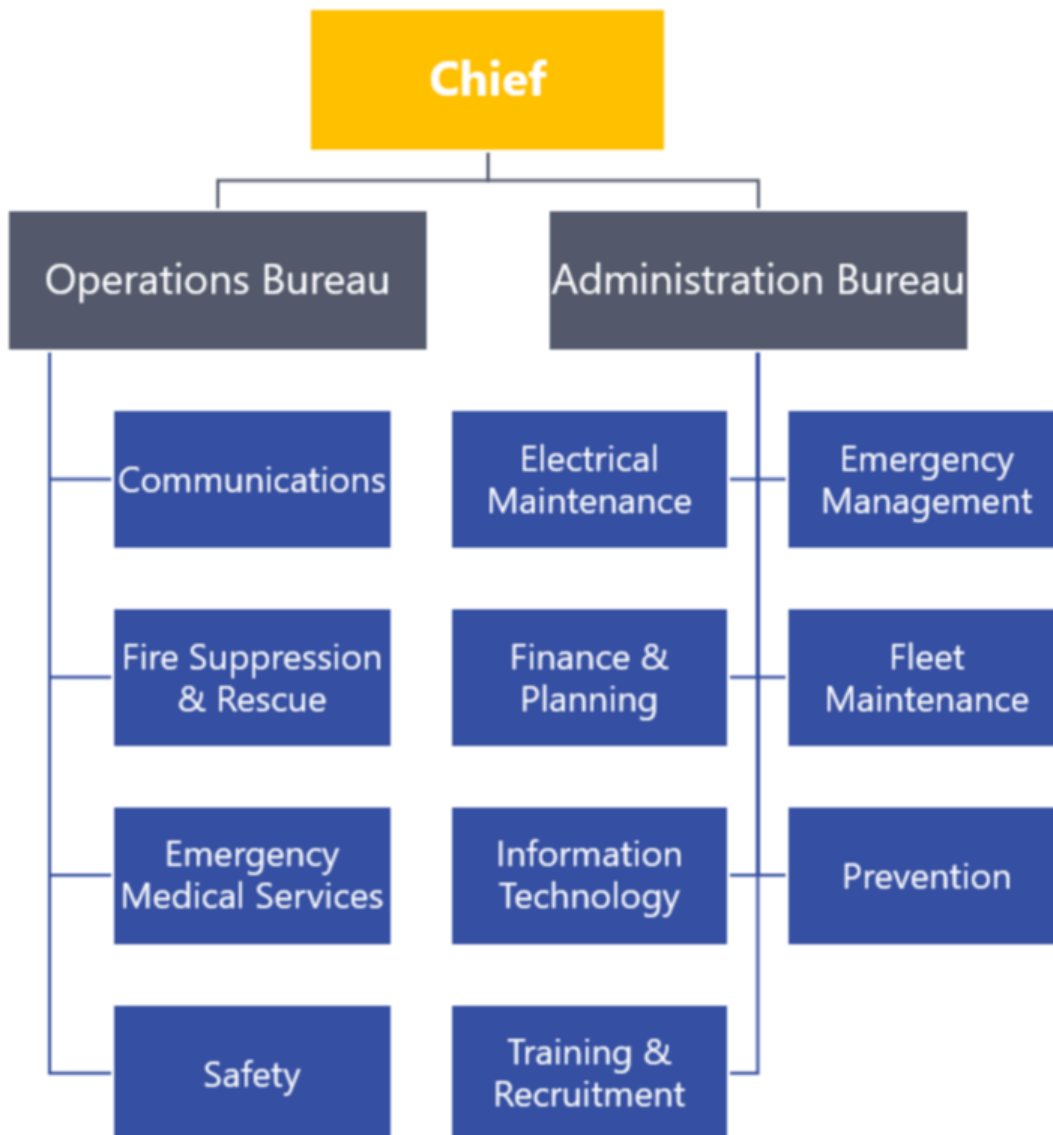 Chief
Operations Bureau
Administration Bureau
Communications
Electrical
Maintenance
Emergency
Management
Fire Suppression
& Rescue
Finance &
Planning
Fleet
Maintenance
Emergency
Medical Services
Information
Technology
Prevention
Safety
Training &
Recruitment